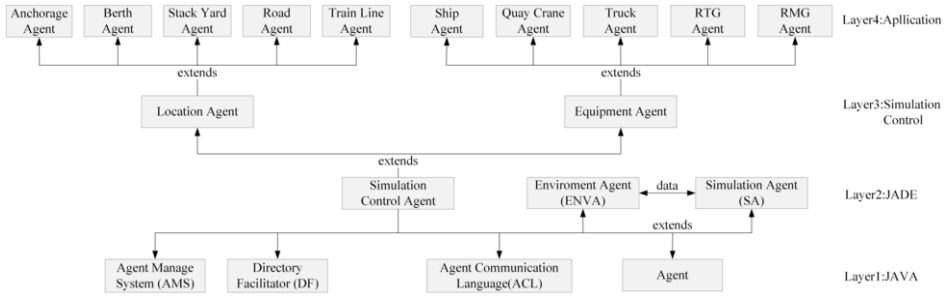 Anchorage
Agent
Berth
Agent
Stack Yard
Agent
Road
Agent
Train Line
Agent
Ship
Agent
Quay Crane
Agent
Truck
Agent
RTG
Agent
RMG
Agent
Layer4:Apllication
extends
extends
Location Agent
Equipment Agent
Layer3:Simulation
Control
extends
Simulation
Control Agent
Enviroment Agent
(ENVA)
data
Simulation Agent
(SA)
Layer2:JADE
extends
Agent Manage
System (AMS)
Directory
Facilitator (DF)
Agent Communication
Language(ACL)
Agent
Layer1:JAVA